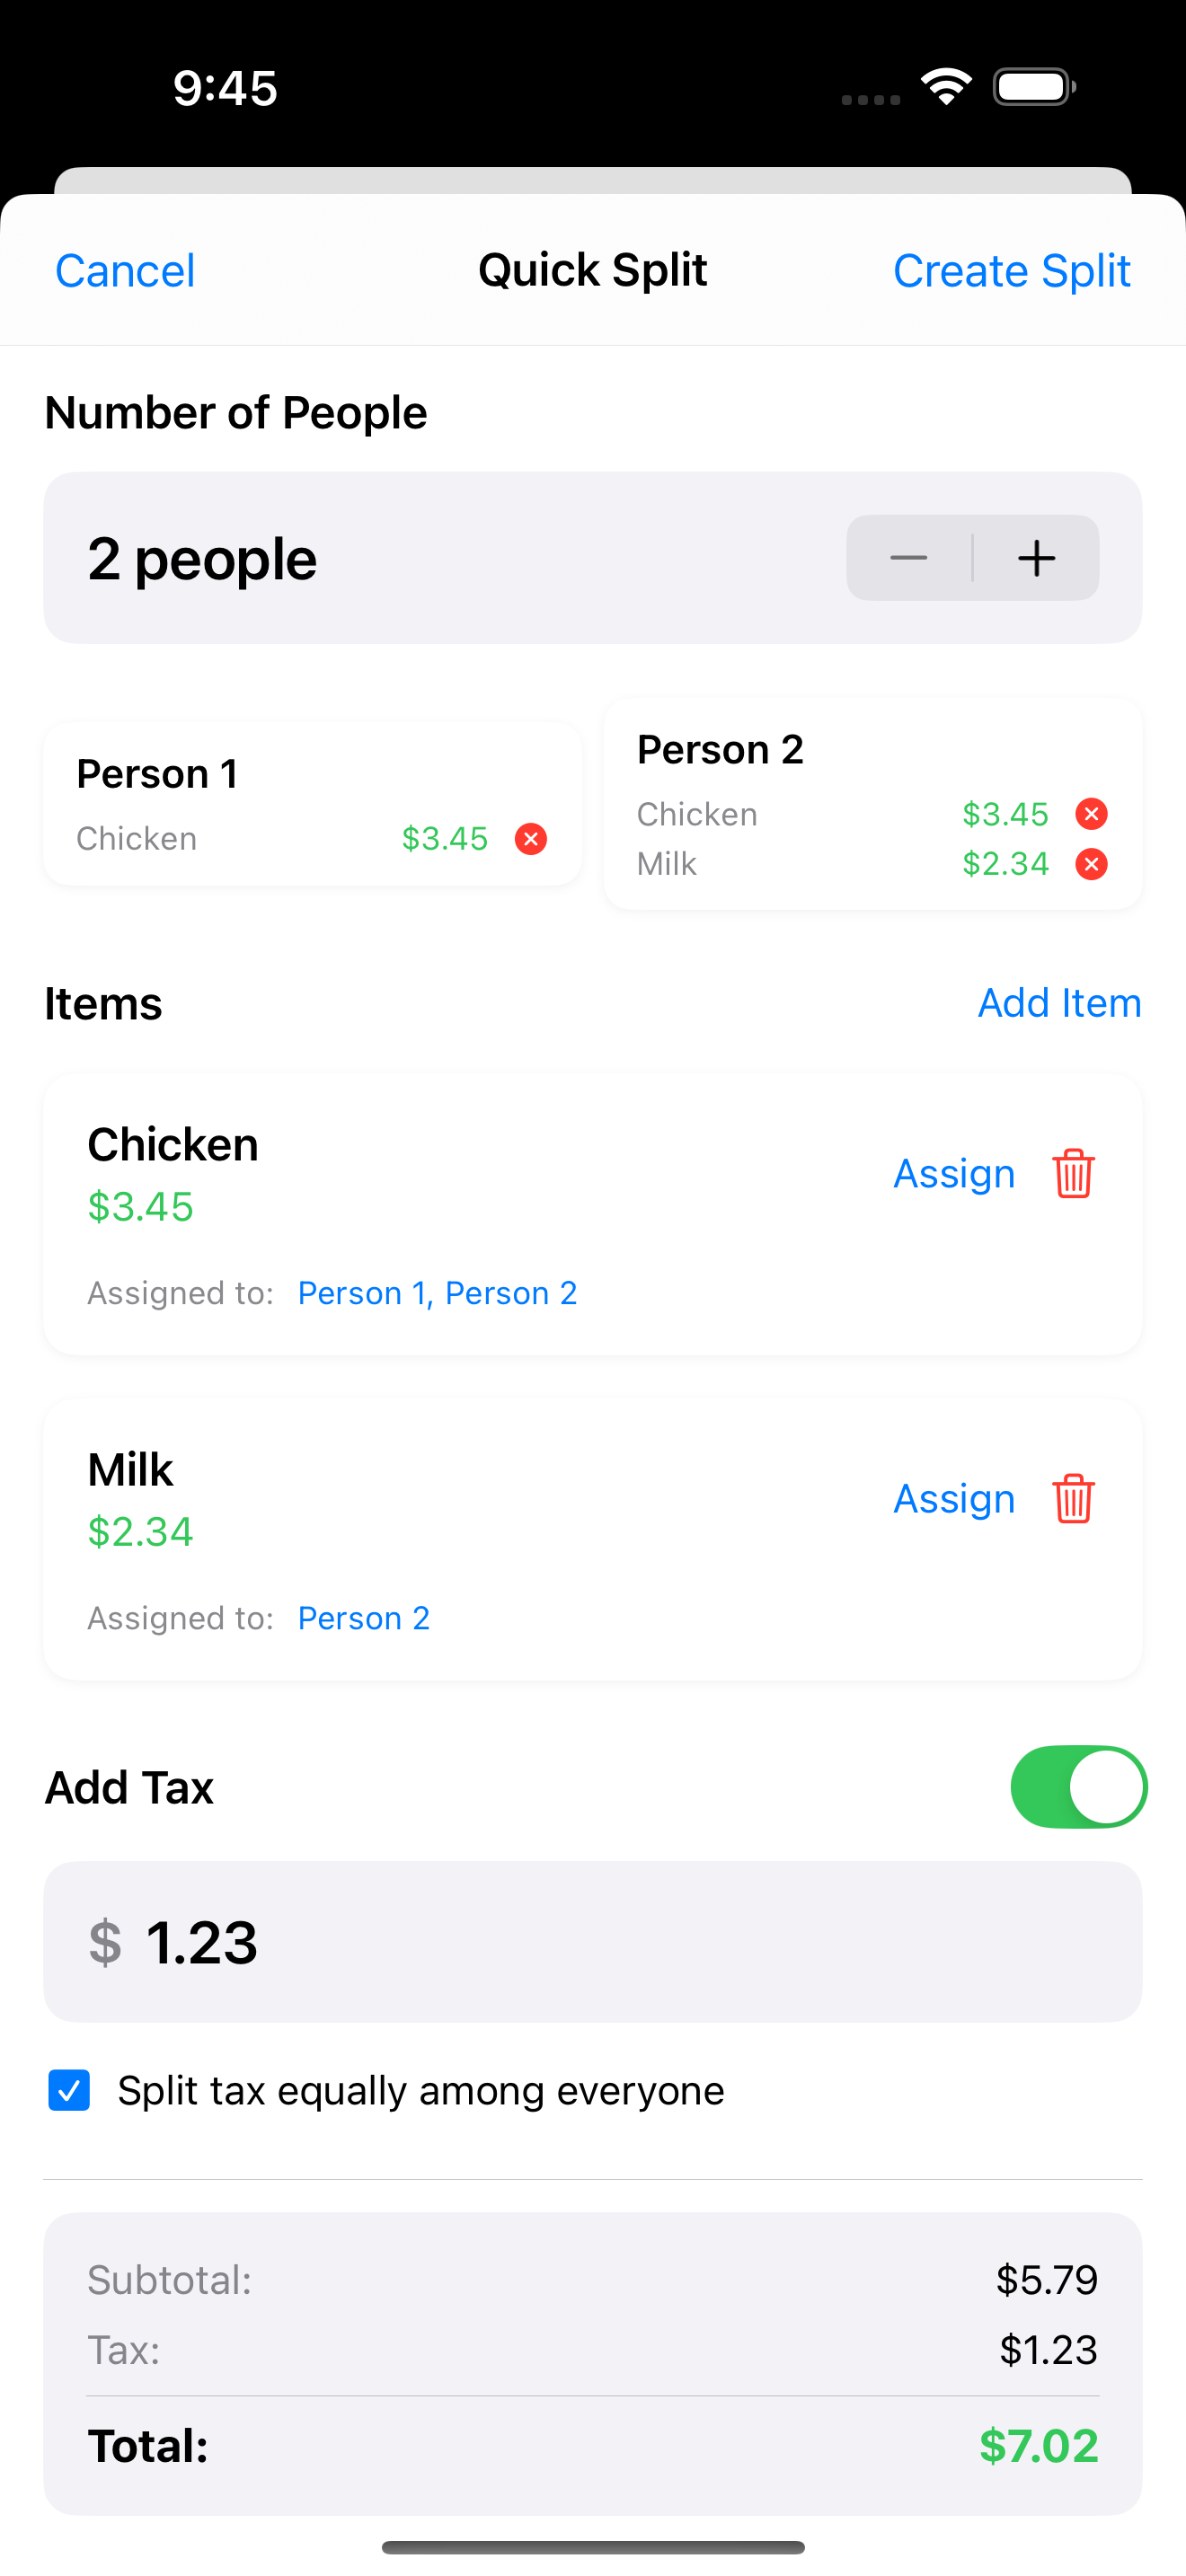 9:45
Cancel
Quick Split
Create Split
Number of People
2 people
Person 1
Chicken $3.45
Person 2
Chicken $3.45
Milk $2.34
Items
Add Item
Chicken
$3.45
Assign
Assigned to: Person 1, Person 2
Milk
$2.34
Assign
Assigned to: Person 2
Add Tax
$ 1.23
Split tax equally among everyone
Subtotal: $5.79
Tax: $1.23
Total: $7.02